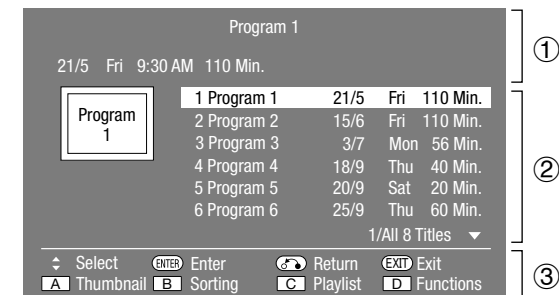 Program 1
21/5 Fri 9:30 AM 110 Min.
Program
1
1 Program 1 21/5 Fri 110 Min.
2 Program 2 15/6 Fri 110 Min.
3 Program 3 3/7 Mon 56 Min.
4 Program 4 18/9 Thu 40 Min.
5 Program 5 20/9 Sat 20 Min.
6 Program 6 25/9 Thu 60 Min.
1/All 8 Titles ▼
Select ENTER Enter Return EXIT Exit
A Thumbnail B Sorting C Playlist D Functions
①
②
③